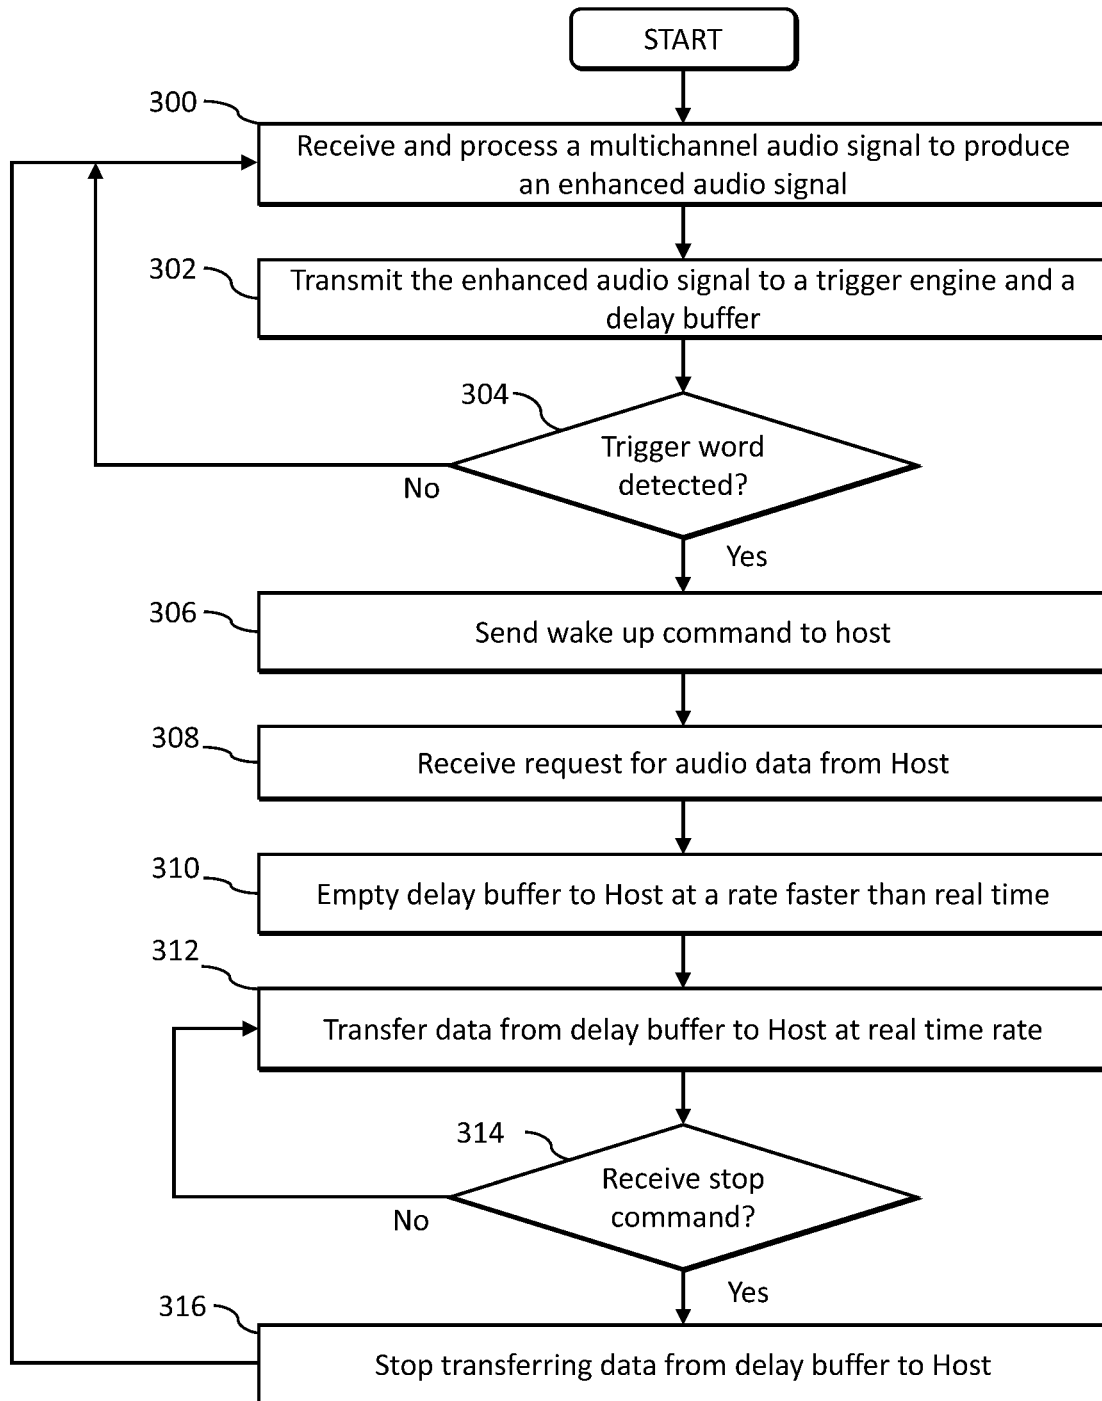 START
300
Receive and process a multichannel audio signal to produce
an enhanced audio signal
302
Transmit the enhanced audio signal to a trigger engine and a
delay buffer
304
Trigger word
detected?
No
Yes
306
Send wake up command to host
308
Receive request for audio data from Host
310
Empty delay buffer to Host at a rate faster than real time
312
Transfer data from delay buffer to Host at real time rate
314
Receive stop
command?
No
Yes
316
Stop transferring data from delay buffer to Host